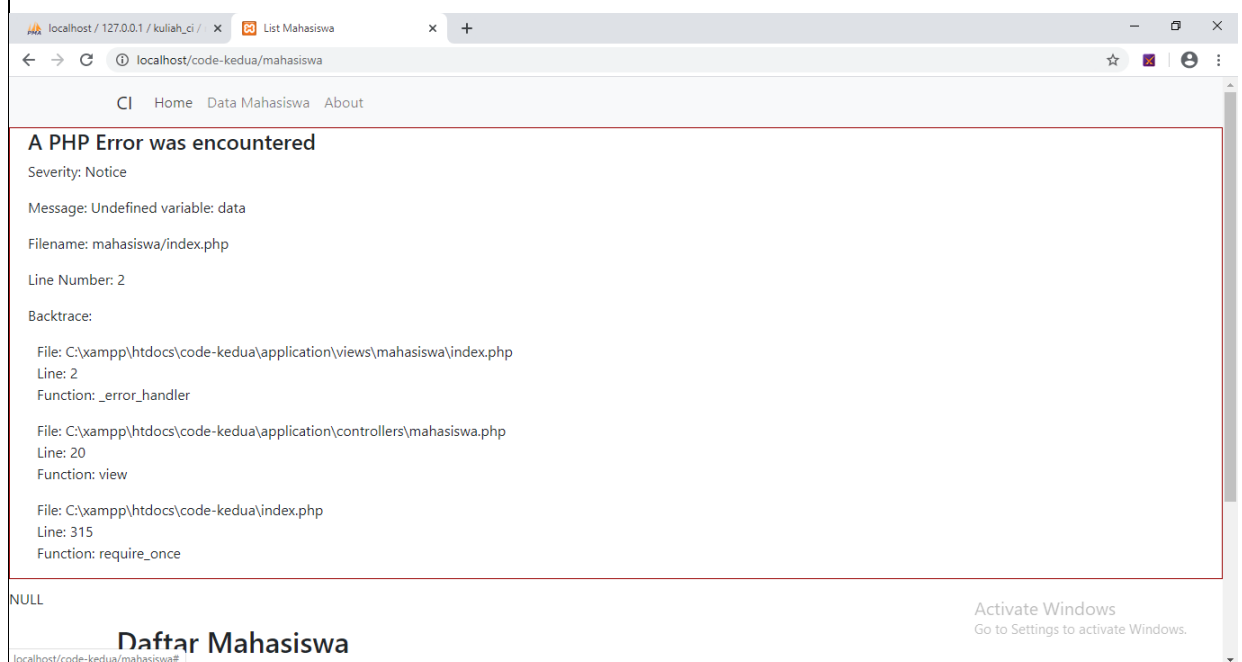 localhost / 127.0.0.1 / kuliah_ci /
List Mahasiswa
localhost/code-kedua/mahasiswa
CI Home Data Mahasiswa About
A PHP Error was encountered
Severity: Notice
Message: Undefined variable: data
Filename: mahasiswa/index.php
Line Number: 2
Backtrace:
File: C:\xampp\htdocs\code-kedua\application\views\mahasiswa\index.php
Line: 2
Function: _error_handler
File: C:\xampp\htdocs\code-kedua\application\controllers\mahasiswa.php
Line: 20
Function: view
File: C:\xampp\htdocs\code-kedua\index.php
Line: 315
Function: require_once
NULL
Activate Windows
Go to Settings to activate Windows.
Daftar Mahasiswa
localhost/code-kedua/mahasiswa#